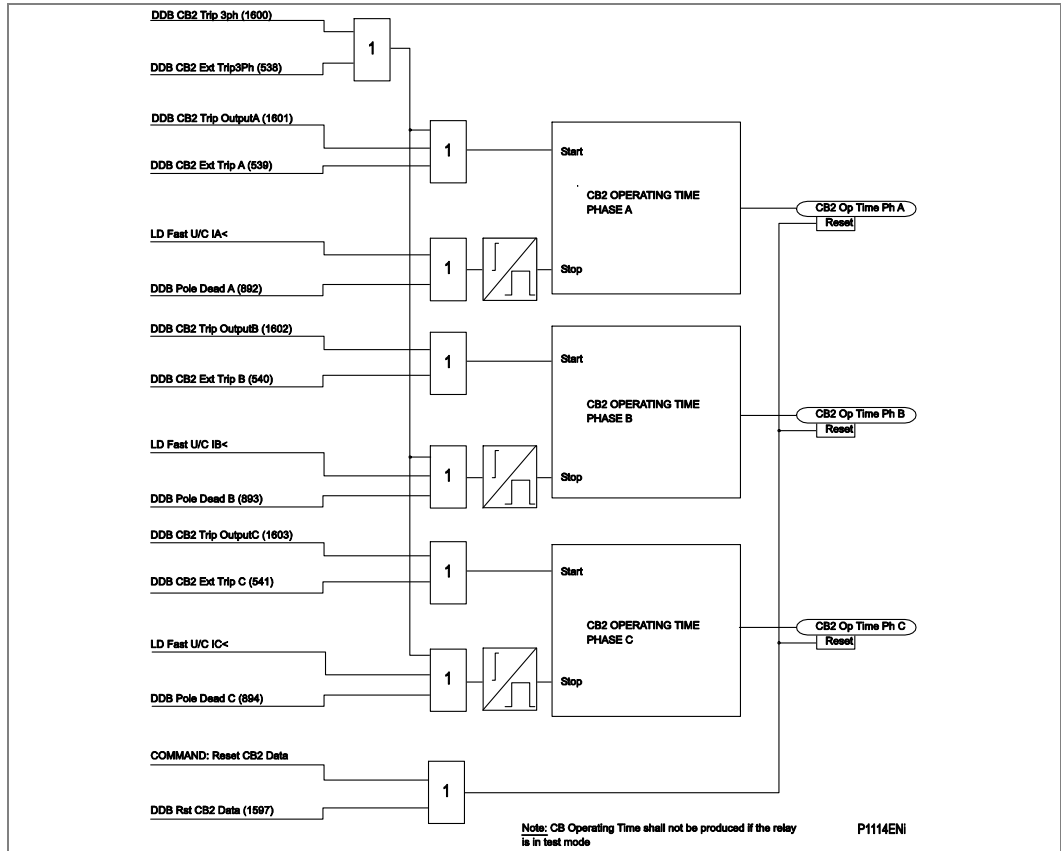 DDB CB2 Trip 3ph (1600)
1
DDB CB2 Ext Trip3Ph (538)
DDB CB2 Trip OutputA (1601)
1
DDB CB2 Ext Trip A (539)
Start
CB2 OPERATING TIME
PHASE A
CB2 Op Time Ph A
Reset
LD Fast U/C IA<
1
Stop
DDB Pole Dead A (892)
DDB CB2 Trip OutputB (1602)
1
DDB CB2 Ext Trip B (540)
Start
CB2 OPERATING TIME
PHASE B
CB2 Op Time Ph B
Reset
LD Fast U/C IB<
1
Stop
DDB Pole Dead B (893)
DDB CB2 Trip OutputC (1603)
1
DDB CB2 Ext Trip C (541)
Start
CB2 OPERATING TIME
PHASE C
CB2 Op Time Ph C
Reset
LD Fast U/C IC<
1
Stop
DDB Pole Dead C (894)
COMMAND: Reset CB2 Data
1
DDB Rst CB2 Data (1597)
Note: CB Operating Time shall not be produced if the relay
is in test mode
P1114ENi